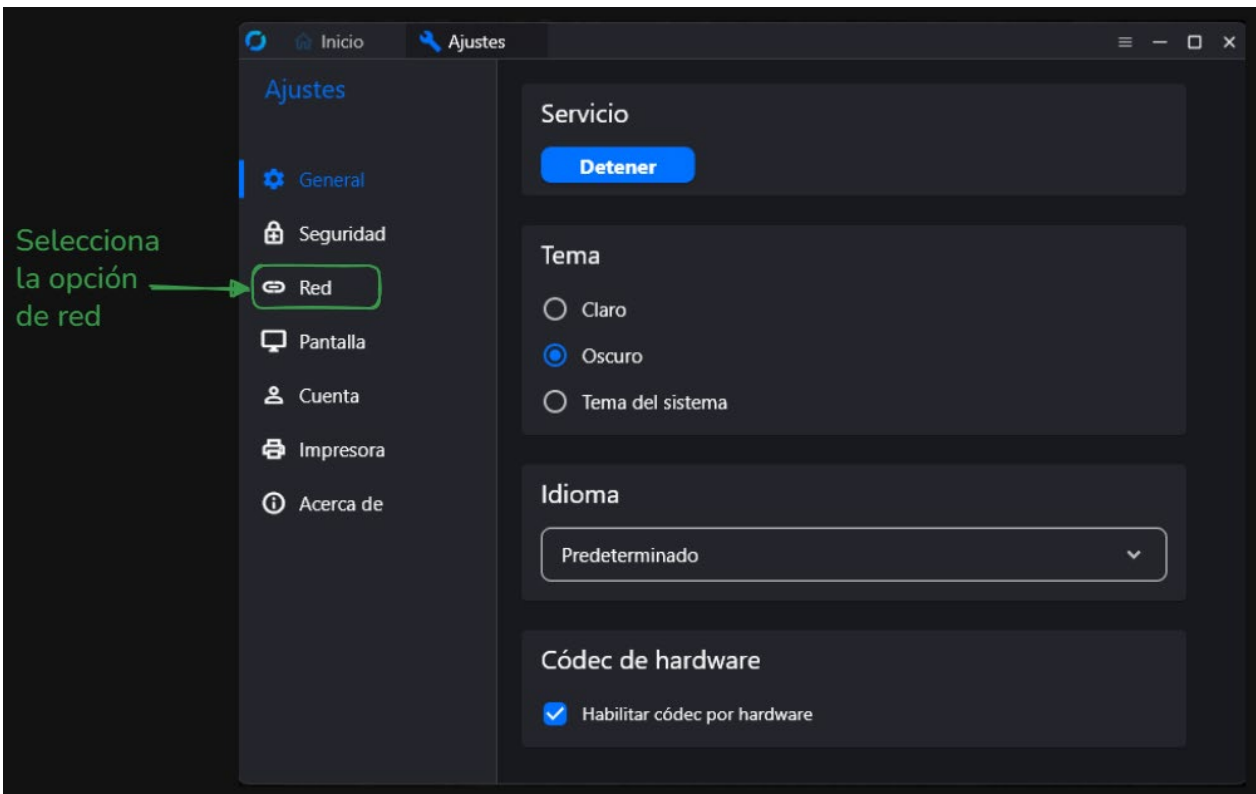 Inicio
Ajustes
Ajustes
General
Seguridad
Red
Pantalla
Cuenta
Impresora
Acerca de
Selecciona
la opción
de red
Servicio
Detener
Tema
Claro
Oscuro
Tema del sistema
Idioma
Predeterminado
Códec de hardware
Habilitar códec por hardware